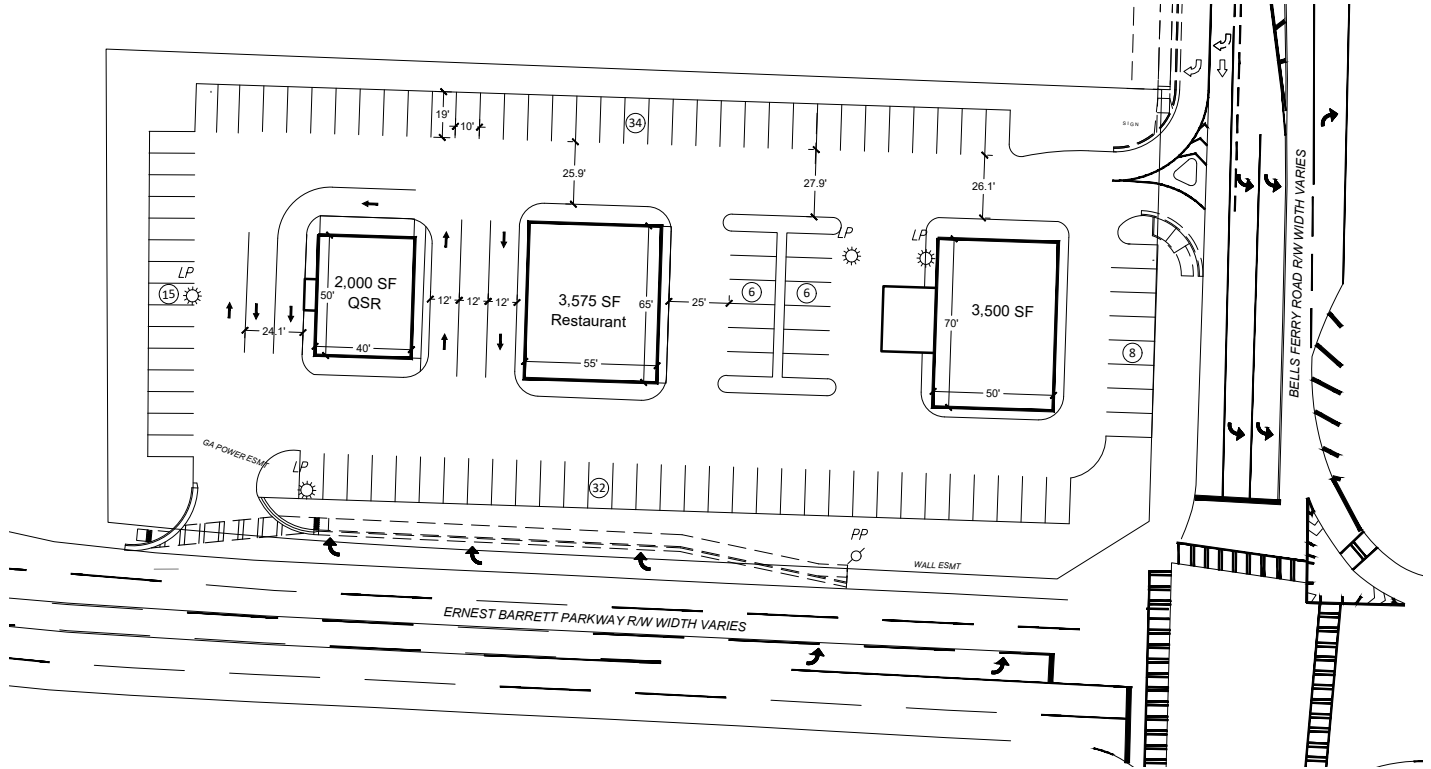 SIGN
19'
10'
34
25.9'
27.9'
26.1'
BELLS FERRY ROAD R/W WIDTH VARIES
LP
LP
LP
15
2,000 SF
QSR
50'
40'
24.1'
12'
12'
12'
3,575 SF
Restaurant
65'
55'
25'
6
6
3,500 SF
70'
50'
8
GA POWER ESMT
LP
32
PP
WALL ESMT
ERNEST BARRETT PARKWAY R/W WIDTH VARIES